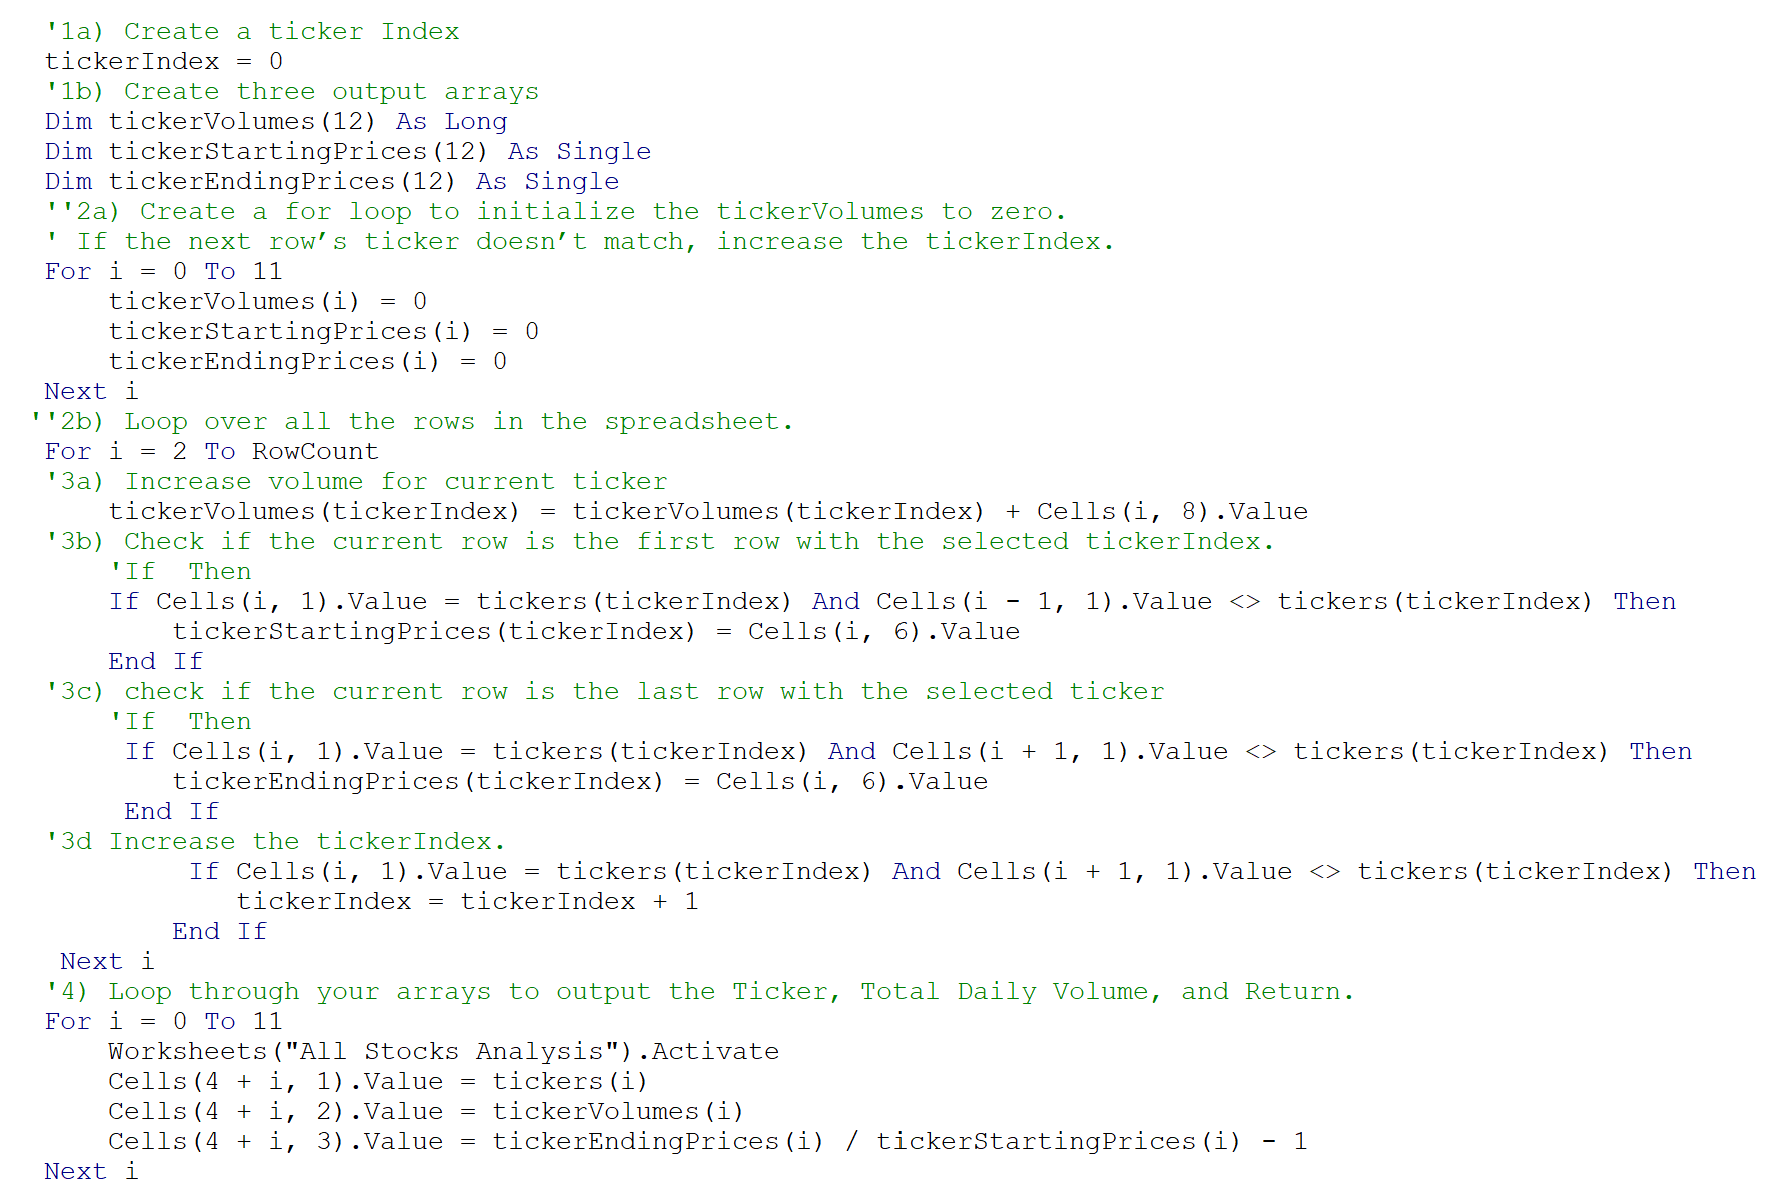 '1a) Create a ticker Index
tickerIndex = 0
'1b) Create three output arrays
Dim tickerVolumes(12) As Long
Dim tickerStartingPrices(12) As Single
Dim tickerEndingPrices(12) As Single
''2a) Create a for loop to initialize the tickerVolumes to zero.
' If the next row’s ticker doesn’t match, increase the tickerIndex.
For i = 0 To 11
    tickerVolumes(i) = 0
    tickerStartingPrices(i) = 0
    tickerEndingPrices(i) = 0
Next i
''2b) Loop over all the rows in the spreadsheet.
For i = 2 To RowCount
'3a) Increase volume for current ticker
    tickerVolumes(tickerIndex) = tickerVolumes(tickerIndex) + Cells(i, 8).Value
'3b) Check if the current row is the first row with the selected tickerIndex.
    'If  Then
    If Cells(i, 1).Value = tickers(tickerIndex) And Cells(i - 1, 1).Value <> tickers(tickerIndex) Then
        tickerStartingPrices(tickerIndex) = Cells(i, 6).Value
    End If
'3c) check if the current row is the last row with the selected ticker
    'If  Then
     If Cells(i, 1).Value = tickers(tickerIndex) And Cells(i + 1, 1).Value <> tickers(tickerIndex) Then
        tickerEndingPrices(tickerIndex) = Cells(i, 6).Value
     End If
'3d Increase the tickerIndex.
         If Cells(i, 1).Value = tickers(tickerIndex) And Cells(i + 1, 1).Value <> tickers(tickerIndex) Then
            tickerIndex = tickerIndex + 1
        End If
 Next i
'4) Loop through your arrays to output the Ticker, Total Daily Volume, and Return.
For i = 0 To 11
    Worksheets("All Stocks Analysis").Activate
    Cells(4 + i, 1).Value = tickers(i)
    Cells(4 + i, 2).Value = tickerVolumes(i)
    Cells(4 + i, 3).Value = tickerEndingPrices(i) / tickerStartingPrices(i) - 1
Next i